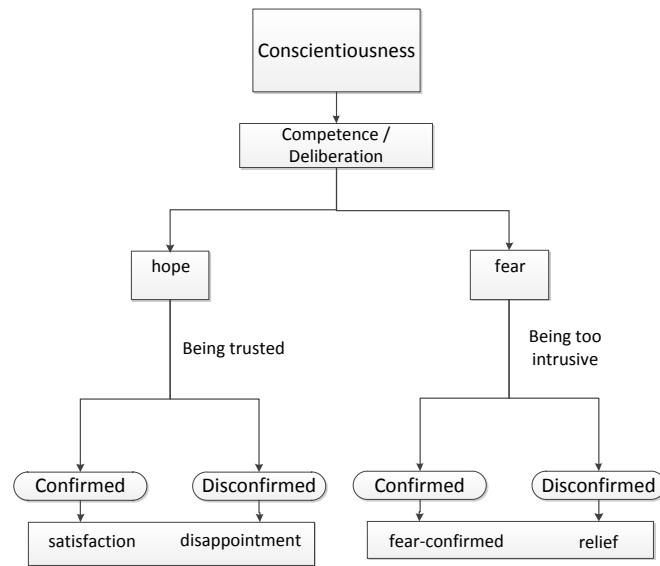 Conscientiousness
Competence /
Deliberation
hope
fear
Being trusted
Being too
intrusive
Confirmed
Disconfirmed
Confirmed
Disconfirmed
satisfaction
disappointment
fear-confirmed
relief